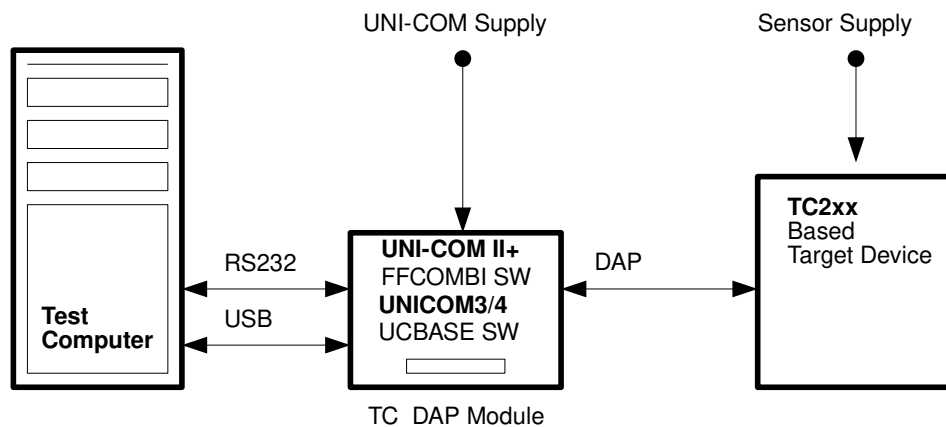 UNI-COM Supply
Sensor Supply
TC2xx
Based
Target Device
UNI-COM II+
FFCOMBI SW
UNICOM3/4
UCBASE SW
RS232
DAP
USB
Test
Computer
TC DAP Module